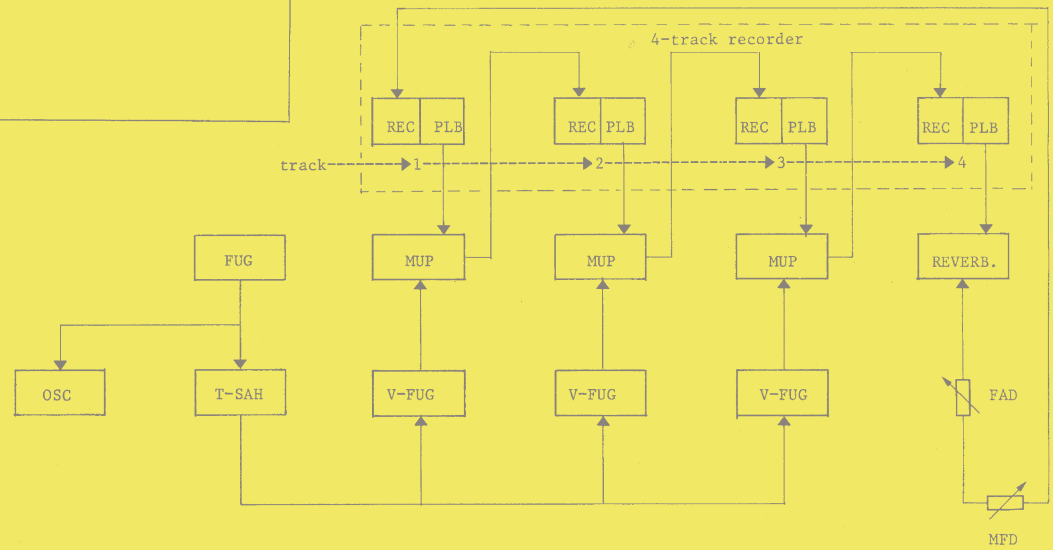 4-track recorder
REC PLB REC PLB REC PLB REC PLB
track 1 2 3 4
FUG MUP MUP MUP REVERB.
OSC T-SAH V-FUG V-FUG V-FUG FAD
MFD